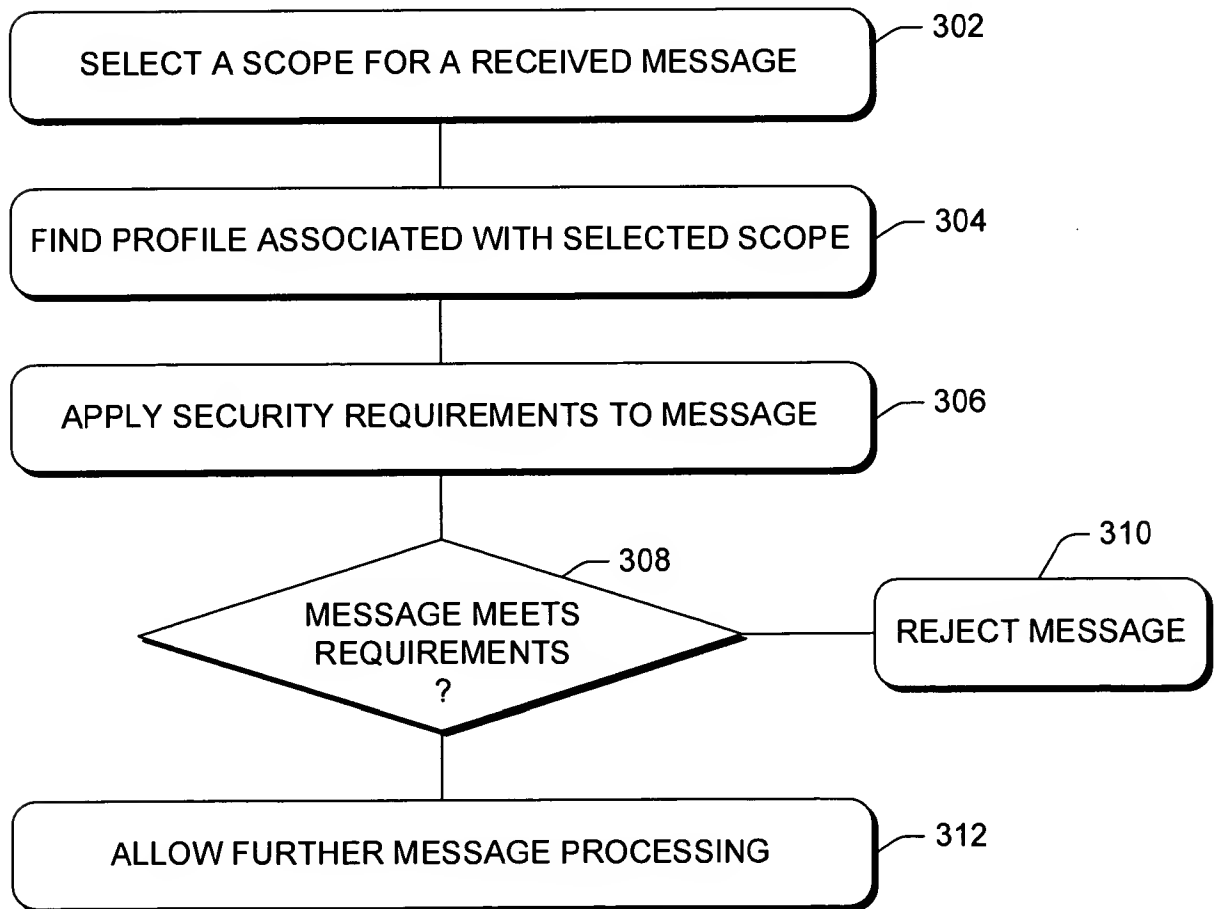 SELECT A SCOPE FOR A RECEIVED MESSAGE
302
FIND PROFILE ASSOCIATED WITH SELECTED SCOPE
304
APPLY SECURITY REQUIREMENTS TO MESSAGE
306
MESSAGE MEETS
REQUIREMENTS
?
308
310
REJECT MESSAGE
ALLOW FURTHER MESSAGE PROCESSING
312